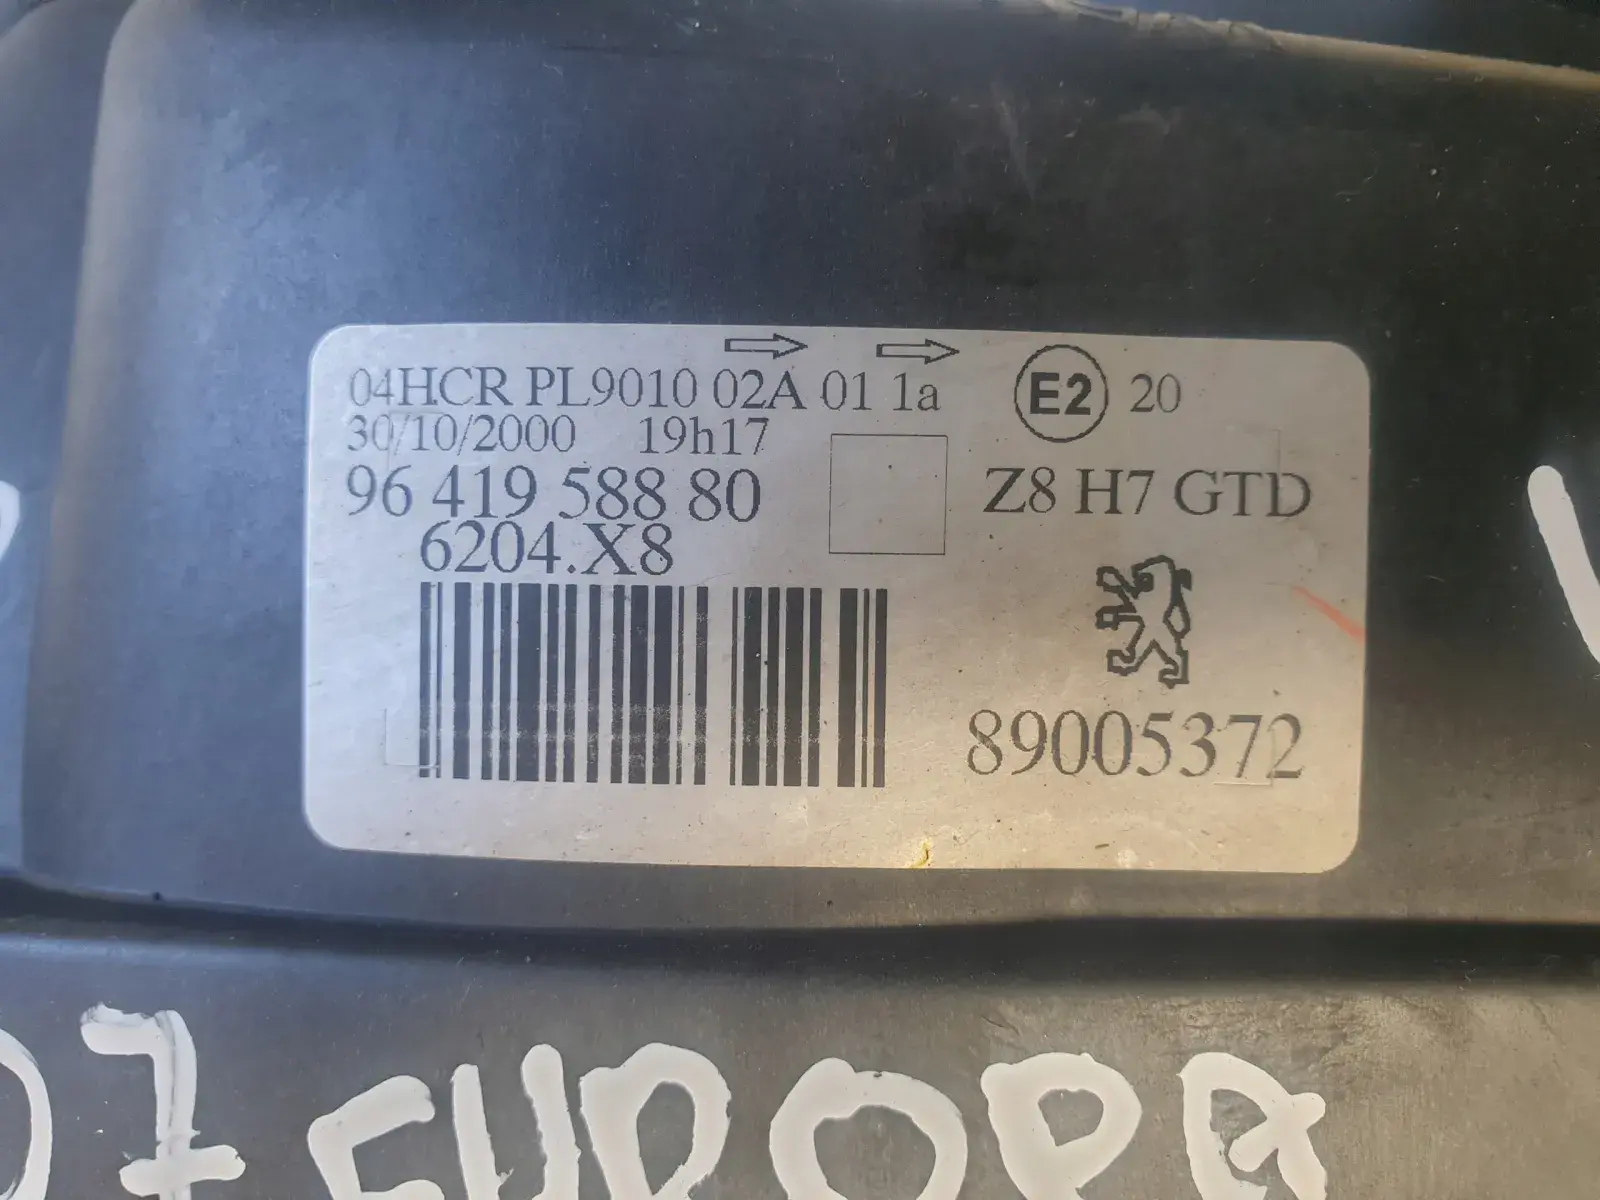 04HCR PL9010 02A 01 1a E2 20
30/10/2000 19h17
96 419 588 80 Z8 H7 GTD
6204.X8
89005372
07 EUROPA